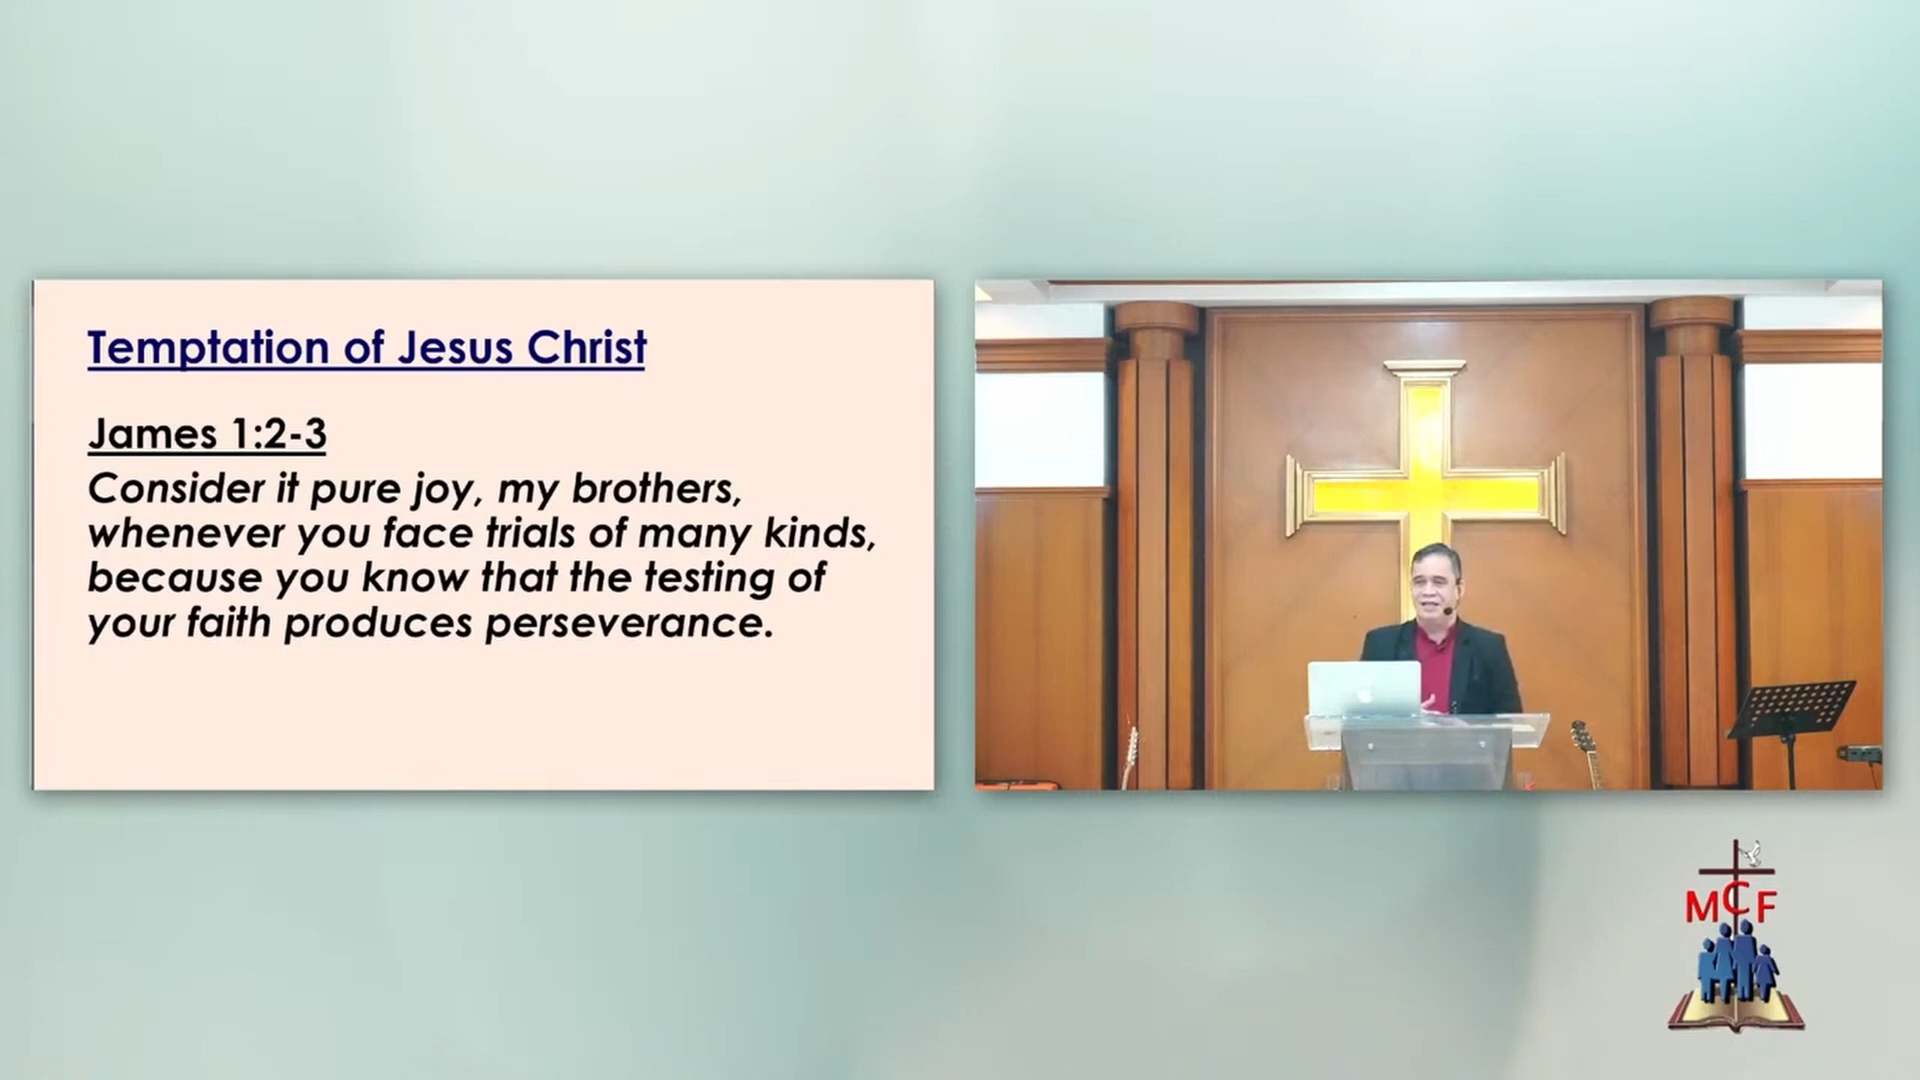 Temptation of Jesus Christ
James 1:2-3
Consider it pure joy, my brothers,
whenever you face trials of many kinds,
because you know that the testing of
your faith produces perseverance.
MCF